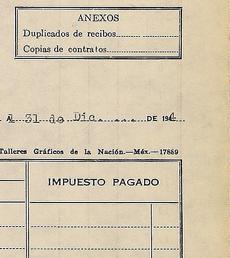 ANEXOS
Duplicados de recibos
Copias de contratos
A 31 de Dic. DE 194
Talleres Gráficos de la Nación.—Méx.—17889
IMPUESTO PAGADO